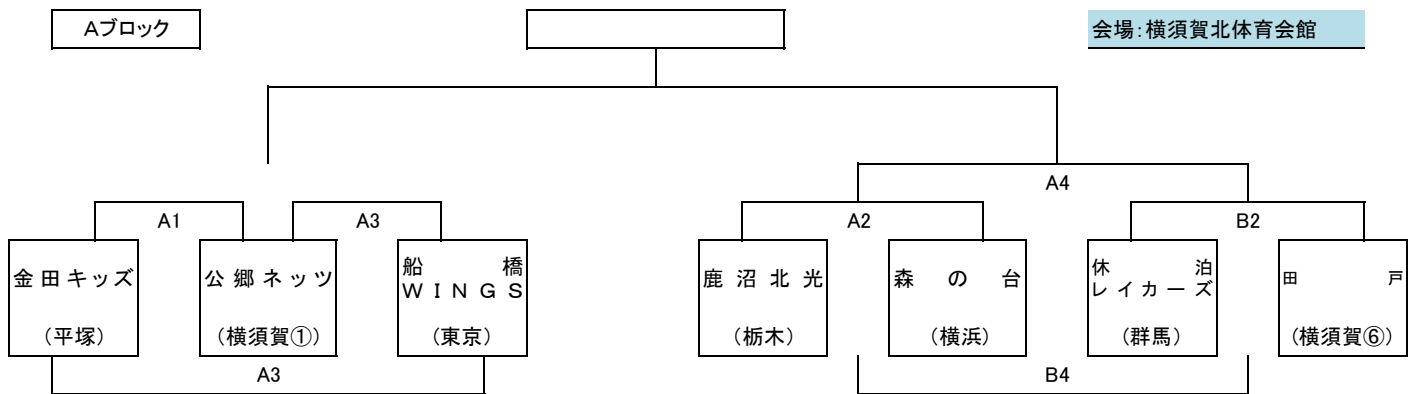 Aブロック
会場:横須賀北体育会館
A4
A1
A3
A2
B2
金田キッズ
(平塚)
公郷ネッツ
(横須賀①)
船橋
WINGS
(東京)
鹿沼北光
(栃木)
森の台
(横浜)
休泊
レイカーズ
(群馬)
田戸
(横須賀⑥)
A3
B4